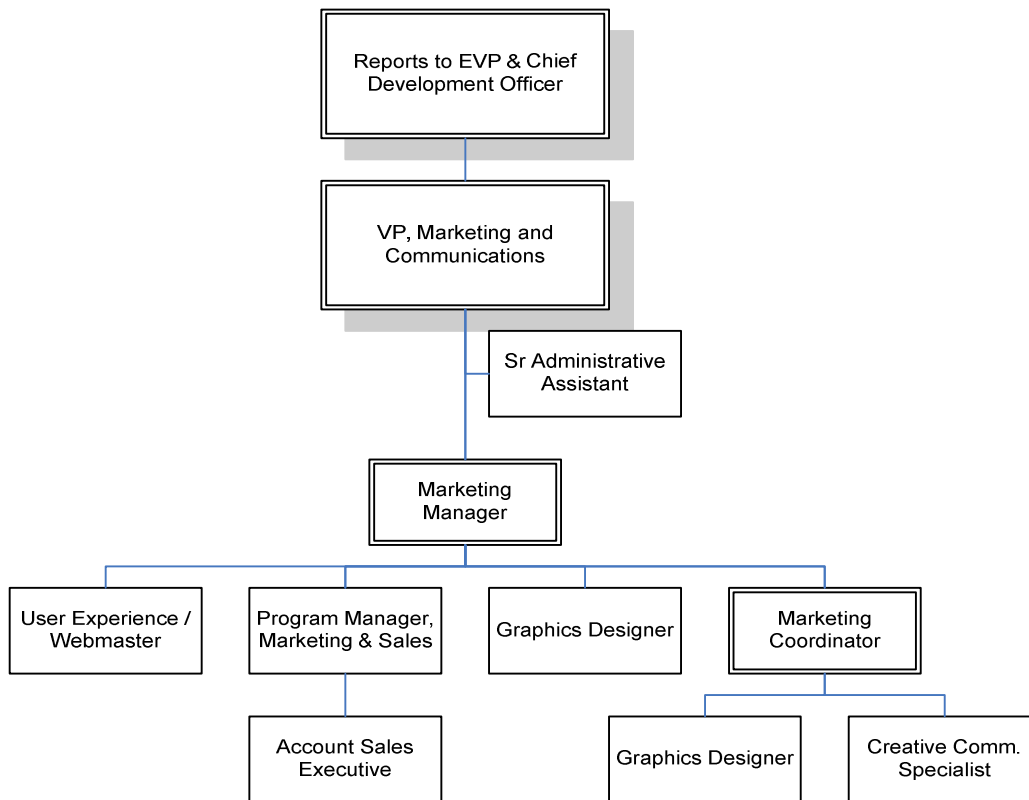 Reports to EVP & Chief
Development Officer
VP, Marketing and
Communications
Sr Administrative
Assistant
Marketing
Manager
User Experience /
Webmaster
Program Manager,
Marketing & Sales
Graphics Designer
Marketing
Coordinator
Account Sales
Executive
Graphics Designer
Creative Comm.
Specialist